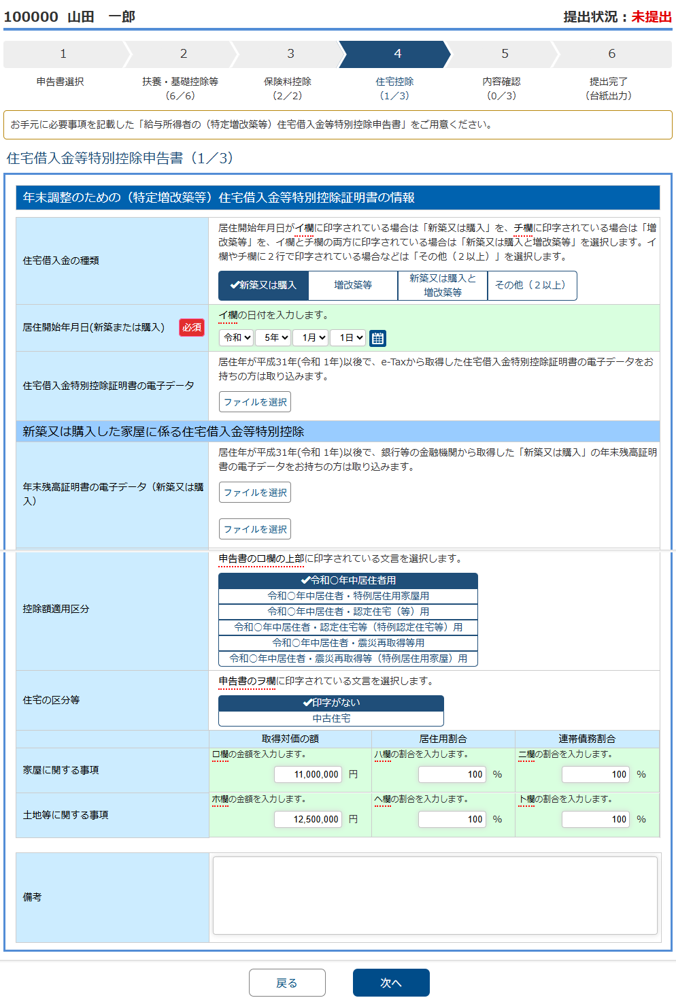 100000 山田　一郎
提出状況：未提出
1
2
3
4
5
6
申告書選択
扶養・基礎控除等
（6／6）
保険料控除
（2／2）
住宅控除
（1／3）
内容確認
（0／3）
提出完了
（台紙出力）
お手元に必要事項を記載した「給与所得者の（特定増改築等）住宅借入金等特別控除申告書」をご用意ください。
住宅借入金等特別控除申告書（1／3）
年末調整のための（特定増改築等）住宅借入金等特別控除証明書の情報
住宅借入金の種類
居住開始年月日がイ欄に印字されている場合は「新築又は購入」を、チ欄に印字されている場合は「増
改築等」を、イ欄とチ欄の両方に印字されている場合は「新築又は購入と増改築等」を選択します。イ
欄やチ欄に２行で印字されている場合などは「その他（２以上）」を選択します。
✔新築又は購入
増改築等
新築又は購入と
増改築等
その他（２以上）
居住開始年月日(新築または購入)
必須
イ欄の日付を入力します。
令和
5年
1月
1日
住宅借入金特別控除証明書の電子データ
居住年が平成31年(令和 1年)以後で、e-Taxから取得した住宅借入金特別控除証明書の電子データをお
持ちの方は取り込みます。
ファイルを選択
新築又は購入した家屋に係る住宅借入金等特別控除
年末残高証明書の電子データ（新築又は購
入）
居住年が平成31年(令和 1年)以後で、銀行等の金融機関から取得した「新築又は購入」の年末残高証明
書の電子データをお持ちの方は取り込みます。
ファイルを選択
ファイルを選択
控除額適用区分
申告書のロ欄の上部に印字されている文言を選択します。
✔令和〇年中居住者用
令和〇年中居住者・特例居住用家屋用
令和〇年中居住者・認定住宅（等）用
令和〇年中居住者・認定住宅等（特例認定住宅等）用
令和〇年中居住者・震災再取得等用
令和〇年中居住者・震災再取得等（特例居住用家屋）用
住宅の区分等
申告書のヲ欄に印字されている文言を選択します。
✔印字がない
中古住宅
取得対価の額
居住用割合
連帯債務割合
家屋に関する事項
ロ欄の金額を入力します。
11,000,000 円
ハ欄の割合を入力します。
100 %
ニ欄の割合を入力します。
100 %
土地等に関する事項
ホ欄の金額を入力します。
12,500,000 円
ヘ欄の割合を入力します。
100 %
ト欄の割合を入力します。
100 %
備考
戻る
次へ